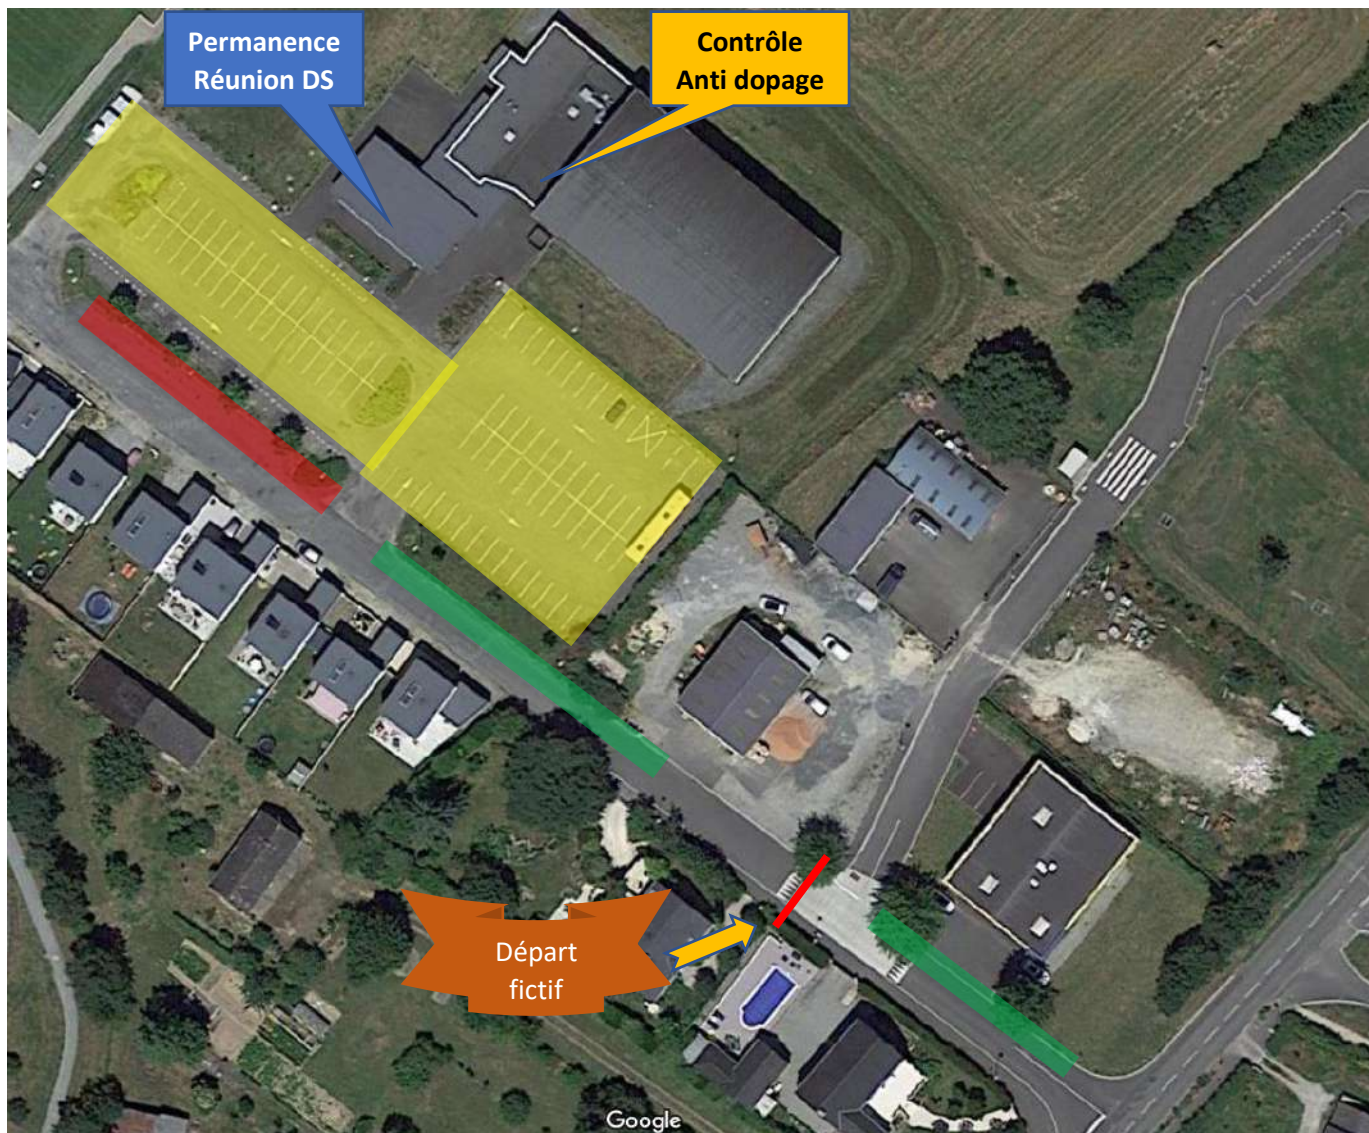 Permanence
Réunion DS
Contrôle
Anti dopage
Départ
fictif
Google